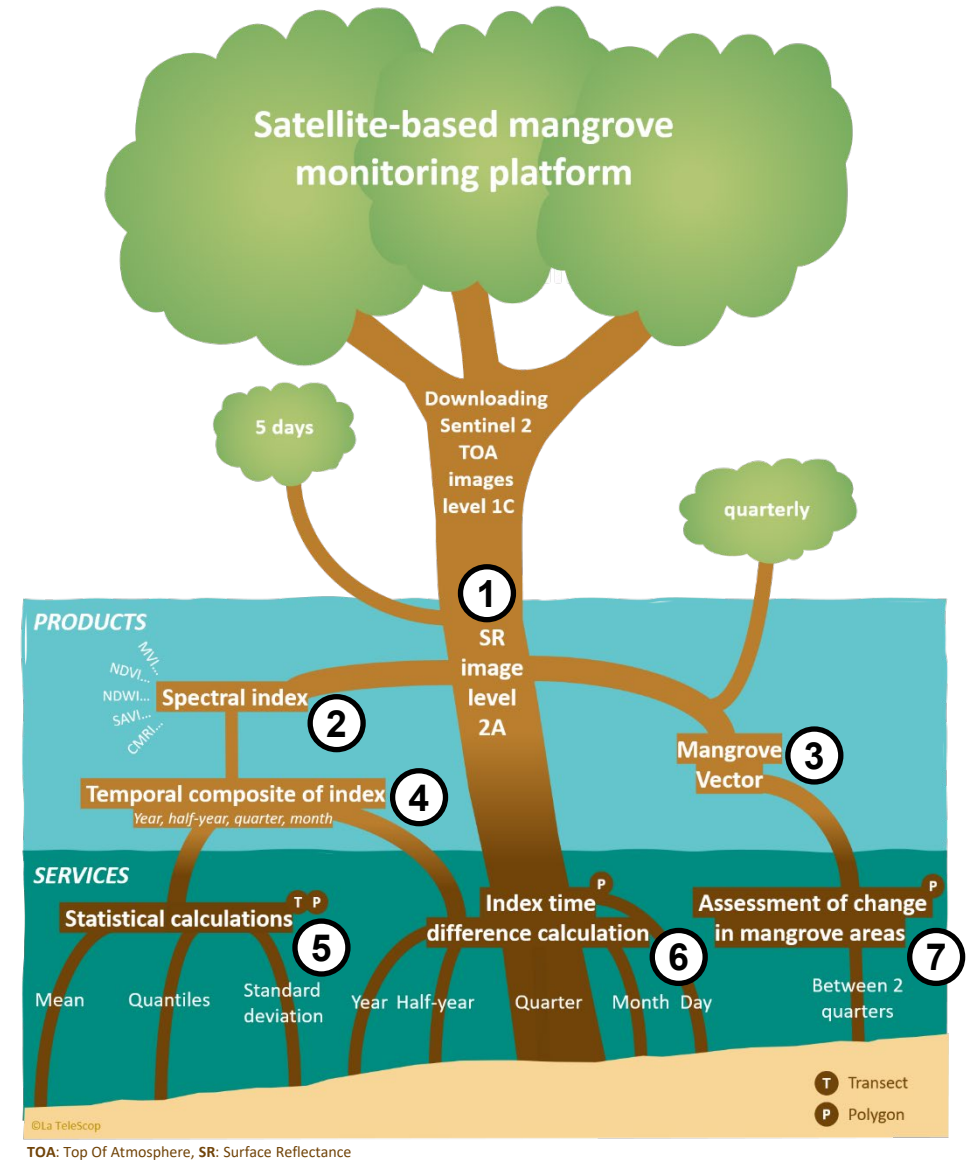 Satellite-based mangrove
monitoring platform
Downloading
Sentinel 2
TOA
images
level 1C
5 days
quarterly
1
PRODUCTS
SR
image
level
2A
MVI...
NDVI...
NDWI...
SAVI...
CMRI...
Spectral index
2
Mangrove
Vector
3
Temporal composite of index
Year, half-year, quarter, month
4
SERVICES
Statistical calculations
T P
5
Mean
Quantiles
Standard
deviation
Index time
difference calculation
P
6
Year
Half-year
Quarter
Month
Day
Assessment of change
in mangrove areas
P
7
Between 2
quarters
T Transect
P Polygon
©La TeleScop
TOA: Top Of Atmosphere, SR: Surface Reflectance